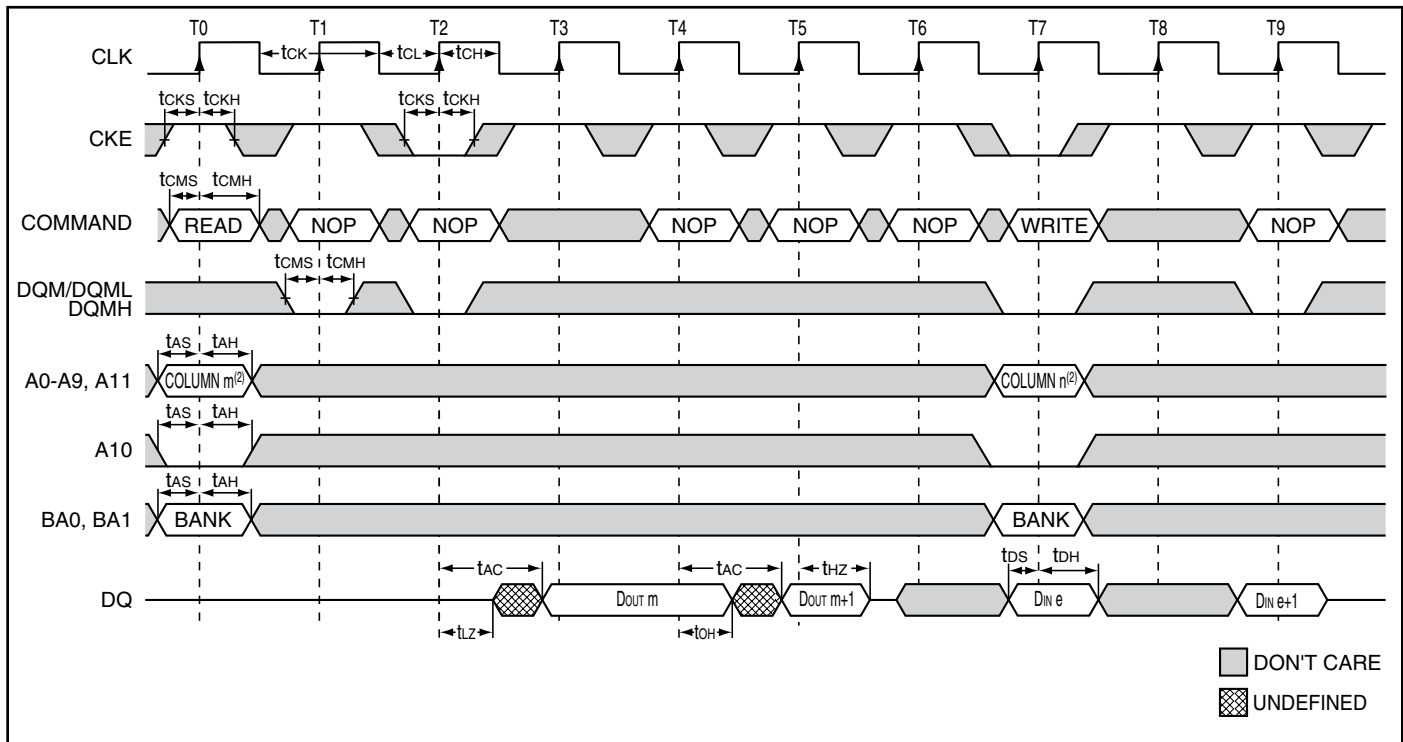 T0 T1 T2 T3 T4 T5 T6 T7 T8 T9
CLK tCK tCL tCH
tCKS tCKH tCKS tCKH
CKE
tCMS tCMH
COMMAND READ NOP NOP NOP NOP NOP WRITE NOP
tCMS tCMH
DQM/DQML
DQMH
tAS tAH
A0-A9, A11 COLUMN m(2) COLUMN n(2)
tAS tAH
A10
tAS tAH
BA0, BA1 BANK BANK
tAC tAC tHZ tDS tDH
DQ DOUT m DOUT m+1 DIN e DIN e+1
tLZ tOH
DON'T CARE
UNDEFINED